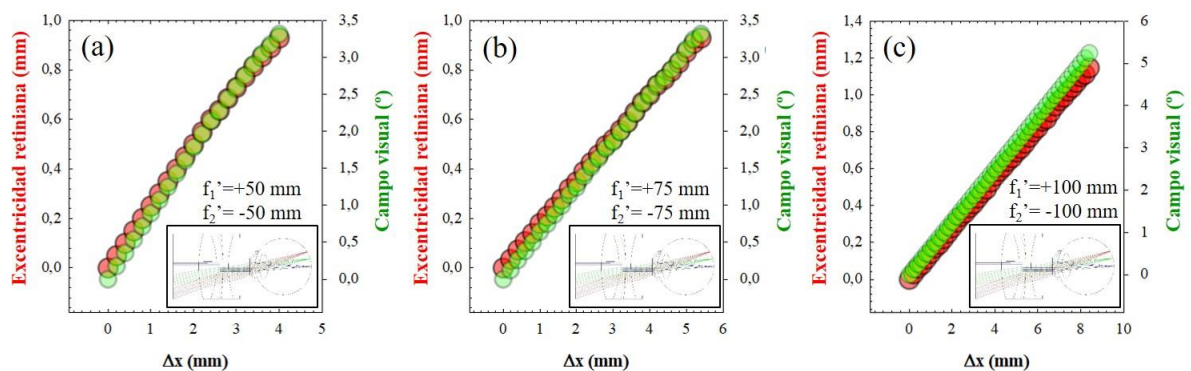 (a)
Excentricidad retiniana (mm)
1,0
0,8
0,6
0,4
0,2
0,0
3,5
3,0
2,5
2,0
1,5
1,0
0,5
0,0
Campo visual (º)
f1’=+50 mm
f2’= -50 mm
0 1 2 3 4 5
Δx (mm)
(b)
Excentricidad retiniana (mm)
1,0
0,8
0,6
0,4
0,2
0,0
3,5
3,0
2,5
2,0
1,5
1,0
0,5
0,0
Campo visual (º)
f1’=+75 mm
f2’= -75 mm
0 1 2 3 4 5 6
Δx (mm)
(c)
Excentricidad retiniana (mm)
1,4
1,2
1,0
0,8
0,6
0,4
0,2
0,0
6
5
4
3
2
1
0
Campo visual (º)
f1’=+100 mm
f2’= -100 mm
0 2 4 6 8 10
Δx (mm)